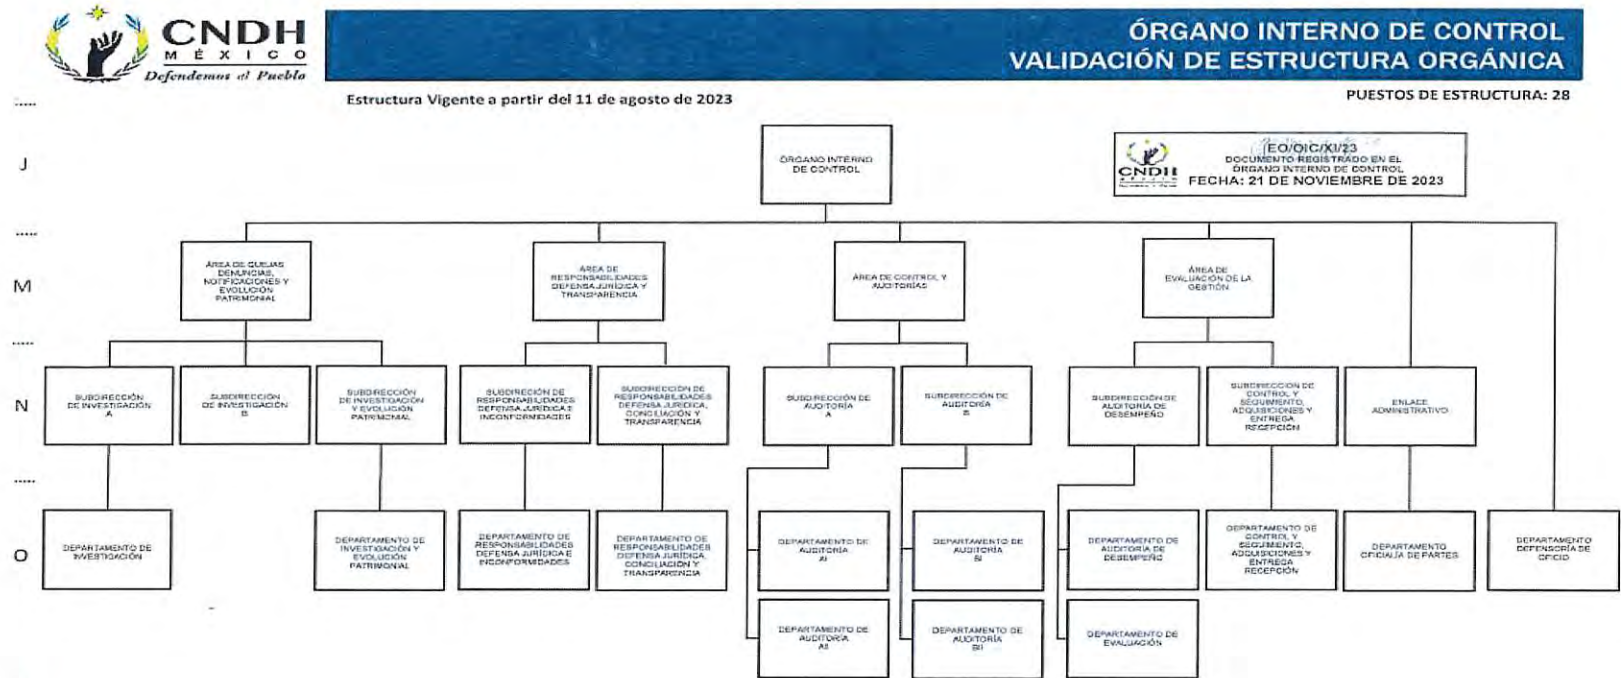 CNDH
MÉXICO
Defendemos al Pueblo
ÓRGANO INTERNO DE CONTROL
VALIDACIÓN DE ESTRUCTURA ORGÁNICA
Estructura Vigente a partir del 11 de agosto de 2023
PUESTOS DE ESTRUCTURA: 28
J
ÓRGANO INTERNO
DE CONTROL
CNDH
EO/OIC/XI/23
DOCUMENTO REGISTRADO EN EL
ÓRGANO INTERNO DE CONTROL
FECHA: 21 DE NOVIEMBRE DE 2023
M
ÁREA DE QUEJAS
DENUNCIAS,
NOTIFICACIONES Y
EVOLUCIÓN
PATRIMONIAL
ÁREA DE
RESPONSABILIDADES
DEFENSA JURÍDICA Y
TRANSPARENCIA
ÁREA DE CONTROL Y
AUDITORÍAS
ÁREA DE
EVALUACIÓN DE LA
GESTIÓN
N
SUBDIRECCIÓN
DE INVESTIGACIÓN
A
SUBDIRECCIÓN
DE INVESTIGACIÓN
B
SUBDIRECCIÓN
DE INVESTIGACIÓN
Y EVOLUCIÓN
PATRIMONIAL
SUBDIRECIÓN DE
RESPONSABILIDADES
DEFENSA JURÍDICA E
INCONFORMIDADES
SUBDIRECCIÓN DE
RESPONSABILIDADES
DEFENSA JURÍDICA,
CONCILIACIÓN Y
TRANSPARENCIA
SUBDIRECCIÓN DE
AUDITORÍA
A
SUBDIRECCIÓN DE
AUDITORÍA
B
SUBDIRECCIÓN DE
AUDITORÍA DE
DESEMPEÑO
SUBDIRECCIÓN DE
CONTROL Y
SEGUIMIENTO,
ADQUISICIONES Y
ENTREGA
RECEPCIÓN
ENLACE
ADMINISTRATIVO
O
DEPARTAMENTO DE
INVESTIGACIÓN
DEPARTAMENTO DE
INVESTIGACIÓN Y
EVOLUCIÓN
PATRIMONIAL
DEPARTAMENTO DE
RESPONSABILIDADES
DEFENSA JURÍDICA E
INCONFORMIDADES
DEPARTAMENTO DE
RESPONSABILIDADES
DEFENSA JURÍDICA,
CONCILIACIÓN Y
TRANSPARENCIA
DEPARTAMENTO DE
AUDITORÍA
AI
DEPARTAMENTO DE
AUDITORÍA
BI
DEPARTAMENTO DE
AUDITORÍA DE
DESEMPEÑO
DEPARTAMENTO DE
CONTROL Y
SEGUIMIENTO,
ADQUISICIONES Y
ENTREGA
RECEPCIÓN
DEPARTAMENTO
OFICIALÍA DE PARTES
DEPARTAMENTO
DEFENSORÍA DE
OFICIO
DEPARTAMENTO DE
AUDITORÍA
AII
DEPARTAMENTO DE
AUDITORÍA
BII
DEPARTAMENTO DE
EVALUACIÓN